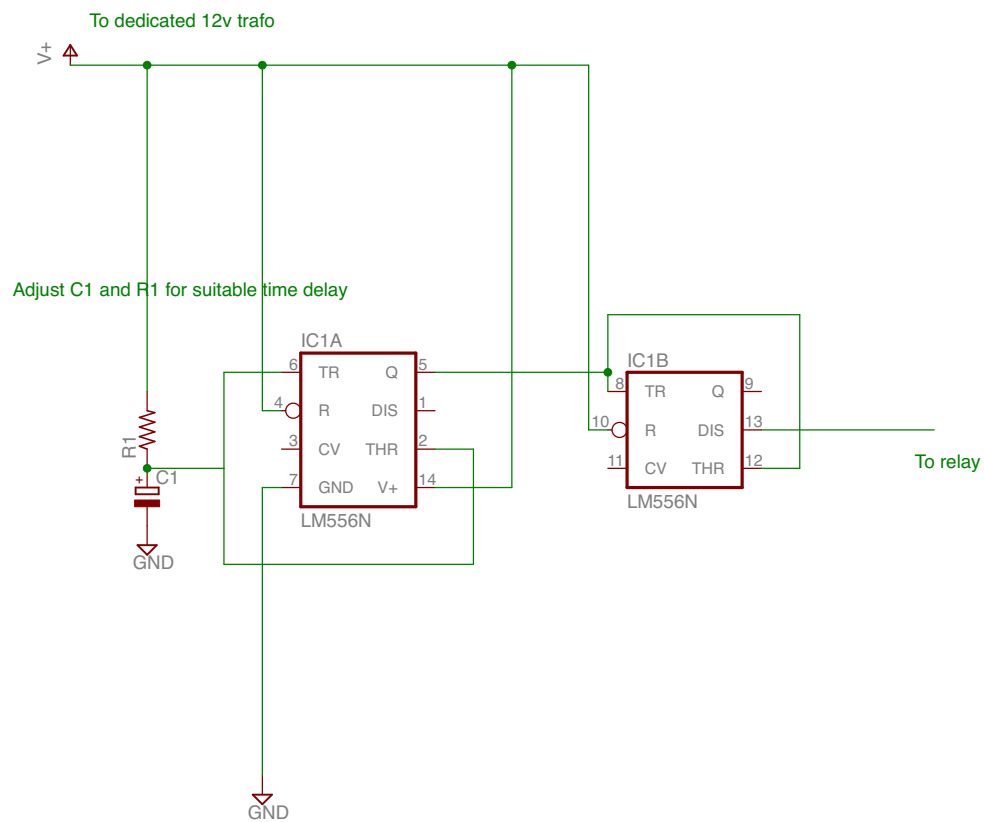 To dedicated 12v trafo
V+
Adjust C1 and R1 for suitable time delay
IC1A
6 TR Q 5
4 R DIS 1
3 CV THR 2
7 GND V+ 14
LM556N
IC1B
8 TR Q 9
10 R DIS 13
11 CV THR 12
LM556N
To relay
R1
+ C1
GND
GND